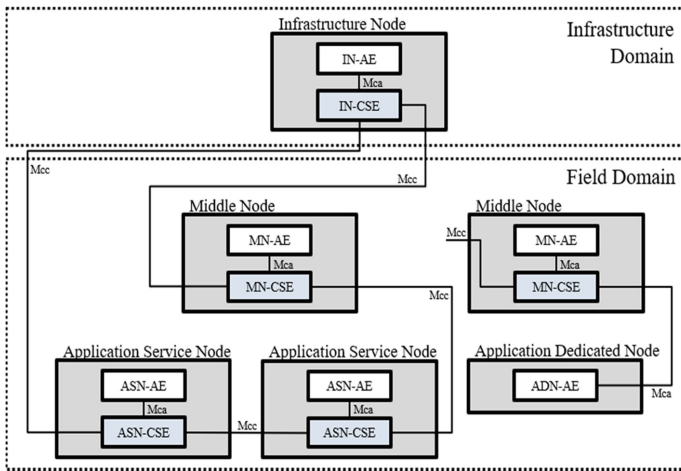 Infrastructure Node
Infrastructure
Domain
IN-AE
Mca
IN-CSE
Mcc
Mcc
Field Domain
Middle Node
Middle Node
MN-AE
Mca
MN-CSE
Mcc
Mcc
MN-AE
Mca
MN-CSE
Application Service Node
Application Service Node
Application Dedicated Node
ASN-AE
Mca
ASN-CSE
Mcc
ASN-AE
Mca
ASN-CSE
ADN-AE
Mca